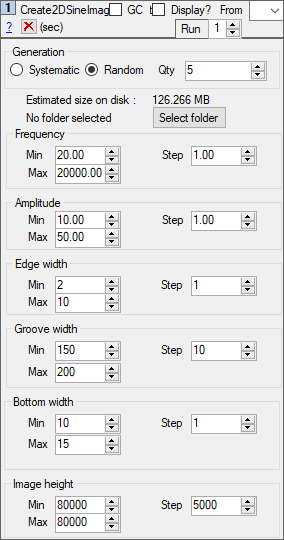 1 Create2DSineImag GC t Display? From
? (sec) Run 1
Generation
Systematic Random Qty 5
Estimated size on disk : 126.266 MB
No folder selected Select folder
Frequency
Min 20.00 Step 1.00
Max 20000.00
Amplitude
Min 10.00 Step 1.00
Max 50.00
Edge width
Min 2 Step 1
Max 10
Groove width
Min 150 Step 10
Max 200
Bottom width
Min 10 Step 1
Max 15
Image height
Min 80000 Step 5000
Max 80000